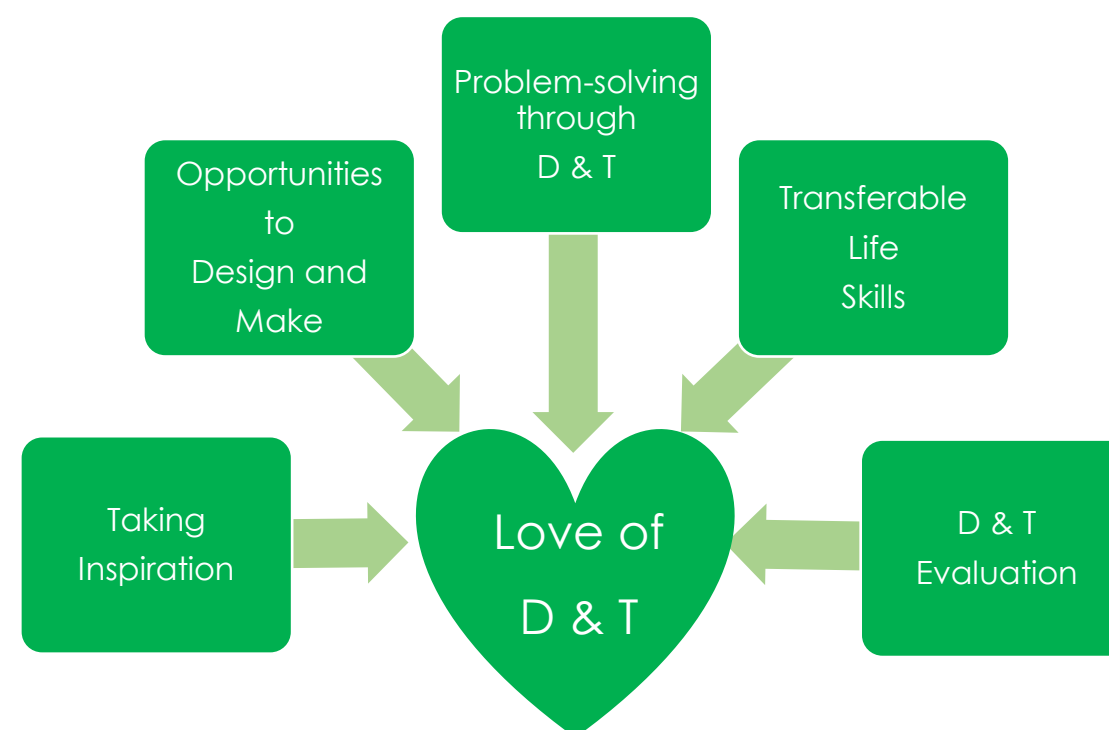 Problem-solving
through
D & T
Opportunities
to
Design and
Make
Transferable
Life
Skills
Taking
Inspiration
Love of
D & T
D & T
Evaluation